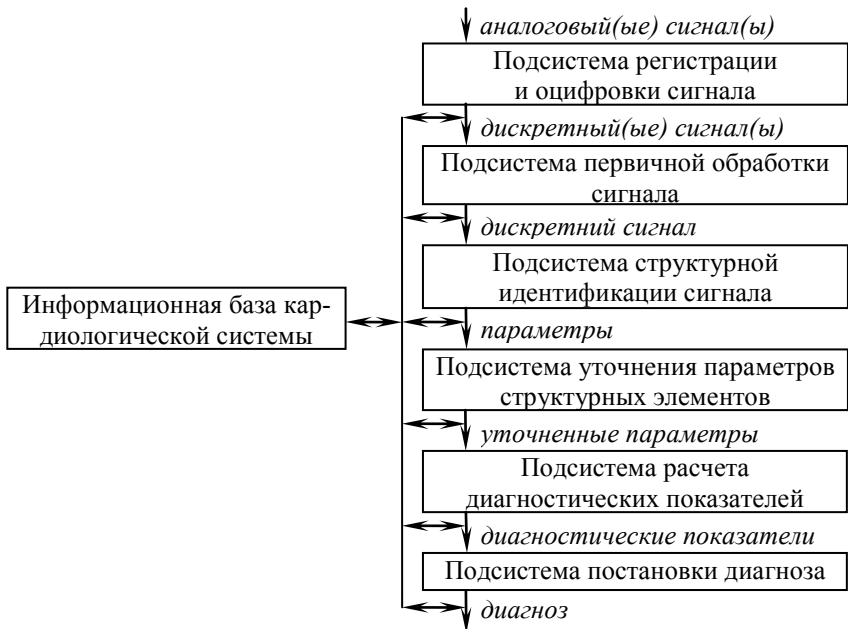 аналоговый(ые) сигнал(ы)
Подсистема регистрации
и оцифровки сигнала
дискретный(ые) сигнал(ы)
Подсистема первичной обработки
сигнала
дискретний сигнал
Подсистема структурной
идентификации сигнала
Информационная база кар-
диологической системы
параметры
Подсистема уточнения параметров
структурных элементов
уточненные параметры
Подсистема расчета
диагностических показателей
диагностические показатели
Подсистема постановки диагноза
диагноз